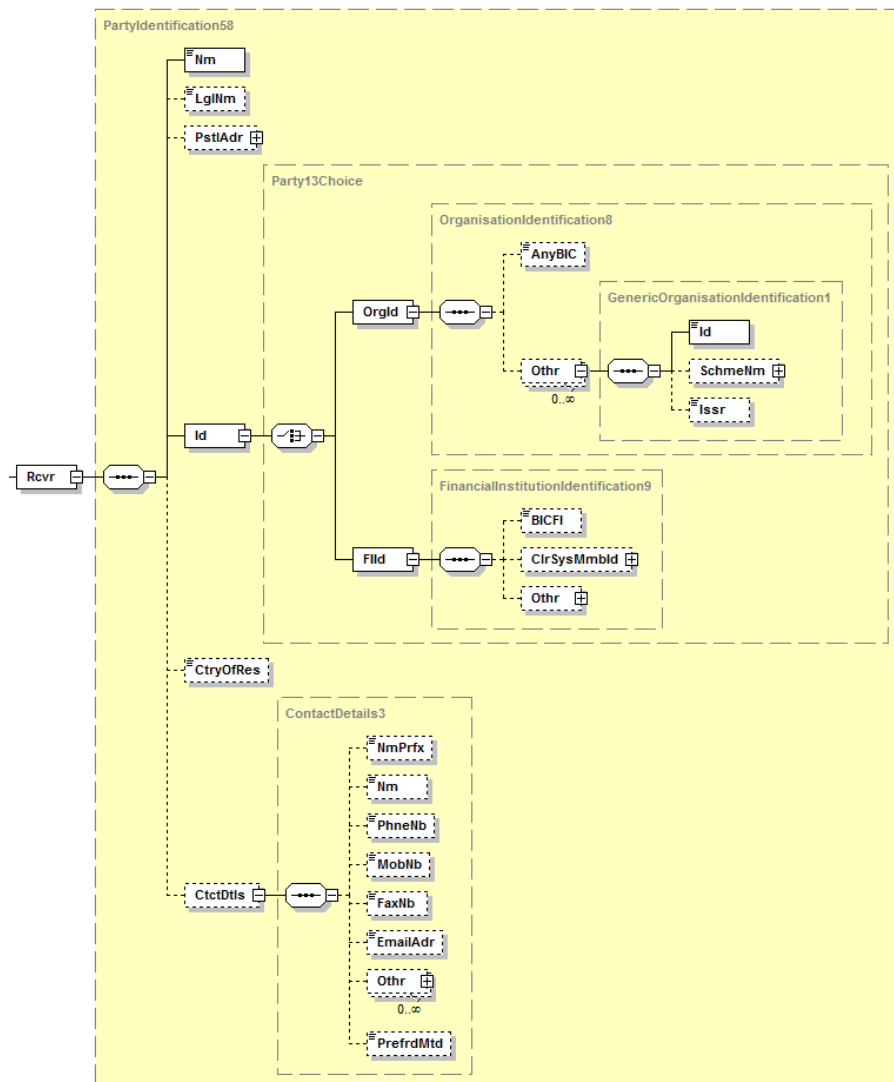 PartyIdentification58
Nm
LglNm
PstlAdr
Party13Choice
OrganisationIdentification8
AnyBIC
GenericOrganisationIdentification1
OrgId
Id
Othr
SchmeNm
0..∞
Issr
Id
Rcvr
FinancialInstitutionIdentification9
BICFI
FIId
ClrSysMmbId
Othr
CtryOfRes
ContactDetails3
NmPrfx
Nm
PhneNb
MobNb
CtctDtls
FaxNb
EmailAdr
Othr
0..∞
PrefrdMtd